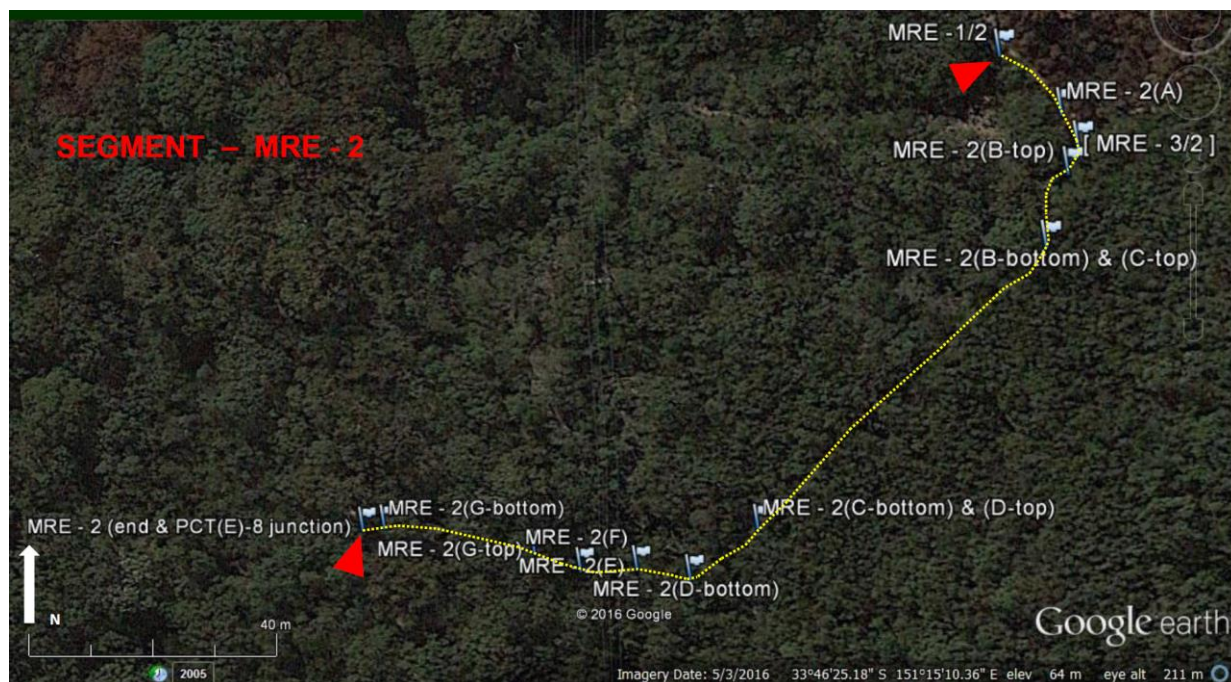 MRE -1/2
MRE - 2(A)
SEGMENT – MRE - 2
MRE - 2(B-top)
[ MRE - 3/2 ]
MRE - 2(B-bottom) & (C-top)
MRE - 2(G-bottom)
MRE - 2(C-bottom) & (D-top)
MRE - 2 (end & PCT(E)-8 junction)
MRE - 2(F)
MRE - 2(G-top)
MRE - 2(E)
MRE - 2(D-bottom)
© 2016 Google
N
40 m
Google earth
2005
Imagery Date: 5/3/2016 33°46'25.18" S 151°15'10.36" E elev 64 m eye alt 211 m